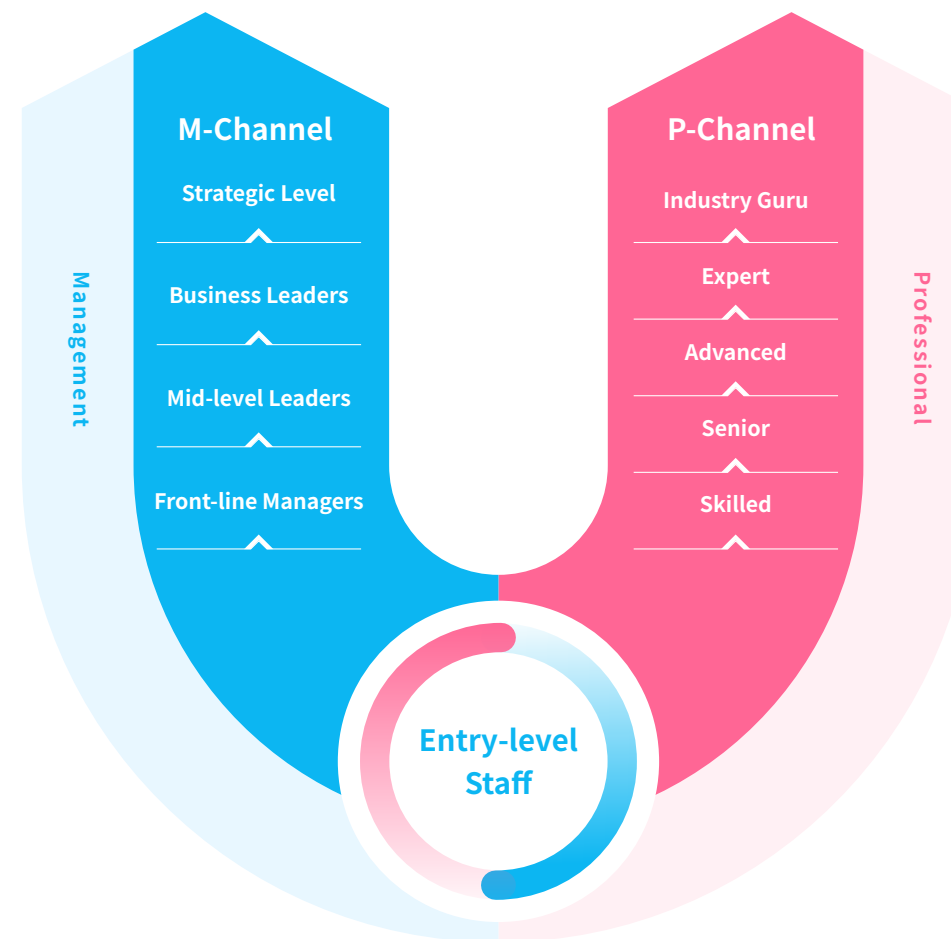 M-Channel
Strategic Level
Business Leaders
Mid-level Leaders
Front-line Managers
Management
P-Channel
Industry Guru
Expert
Advanced
Senior
Skilled
Professional
Entry-level
Staff